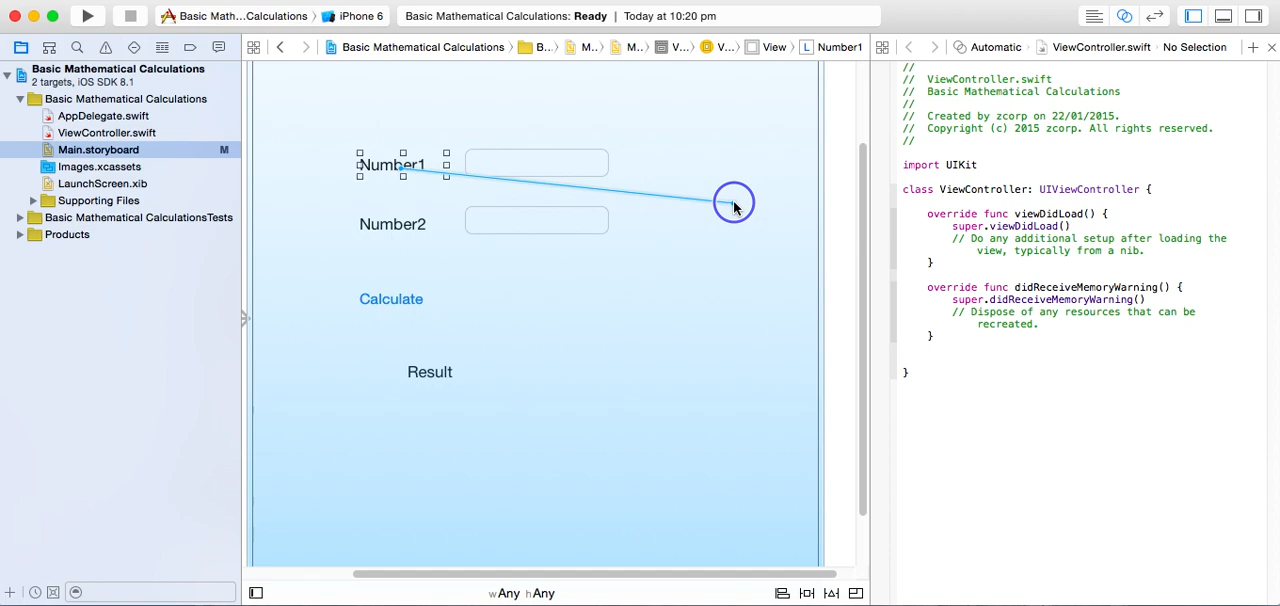 Basic Math...Calculations
iPhone 6
Basic Mathematical Calculations: Ready | Today at 10:20 pm
Basic Mathematical Calculations
B...
M...
M...
V...
V...
View
L Number1
Automatic
ViewController.swift
No Selection
Basic Mathematical Calculations
2 targets, iOS SDK 8.1
Basic Mathematical Calculations
AppDelegate.swift
ViewController.swift
Main.storyboard M
Images.xcassets
LaunchScreen.xib
Supporting Files
Basic Mathematical CalculationsTests
Products
Number1
Number2
Calculate
Result
wAny hAny
//
// ViewController.swift
// Basic Mathematical Calculations
//
// Created by zcorp on 22/01/2015.
// Copyright (c) 2015 zcorp. All rights reserved.
//
import UIKit
class ViewController: UIViewController {
override func viewDidLoad() {
super.viewDidLoad()
// Do any additional setup after loading the
view, typically from a nib.
}
override func didReceiveMemoryWarning() {
super.didReceiveMemoryWarning()
// Dispose of any resources that can be
recreated.
}
}